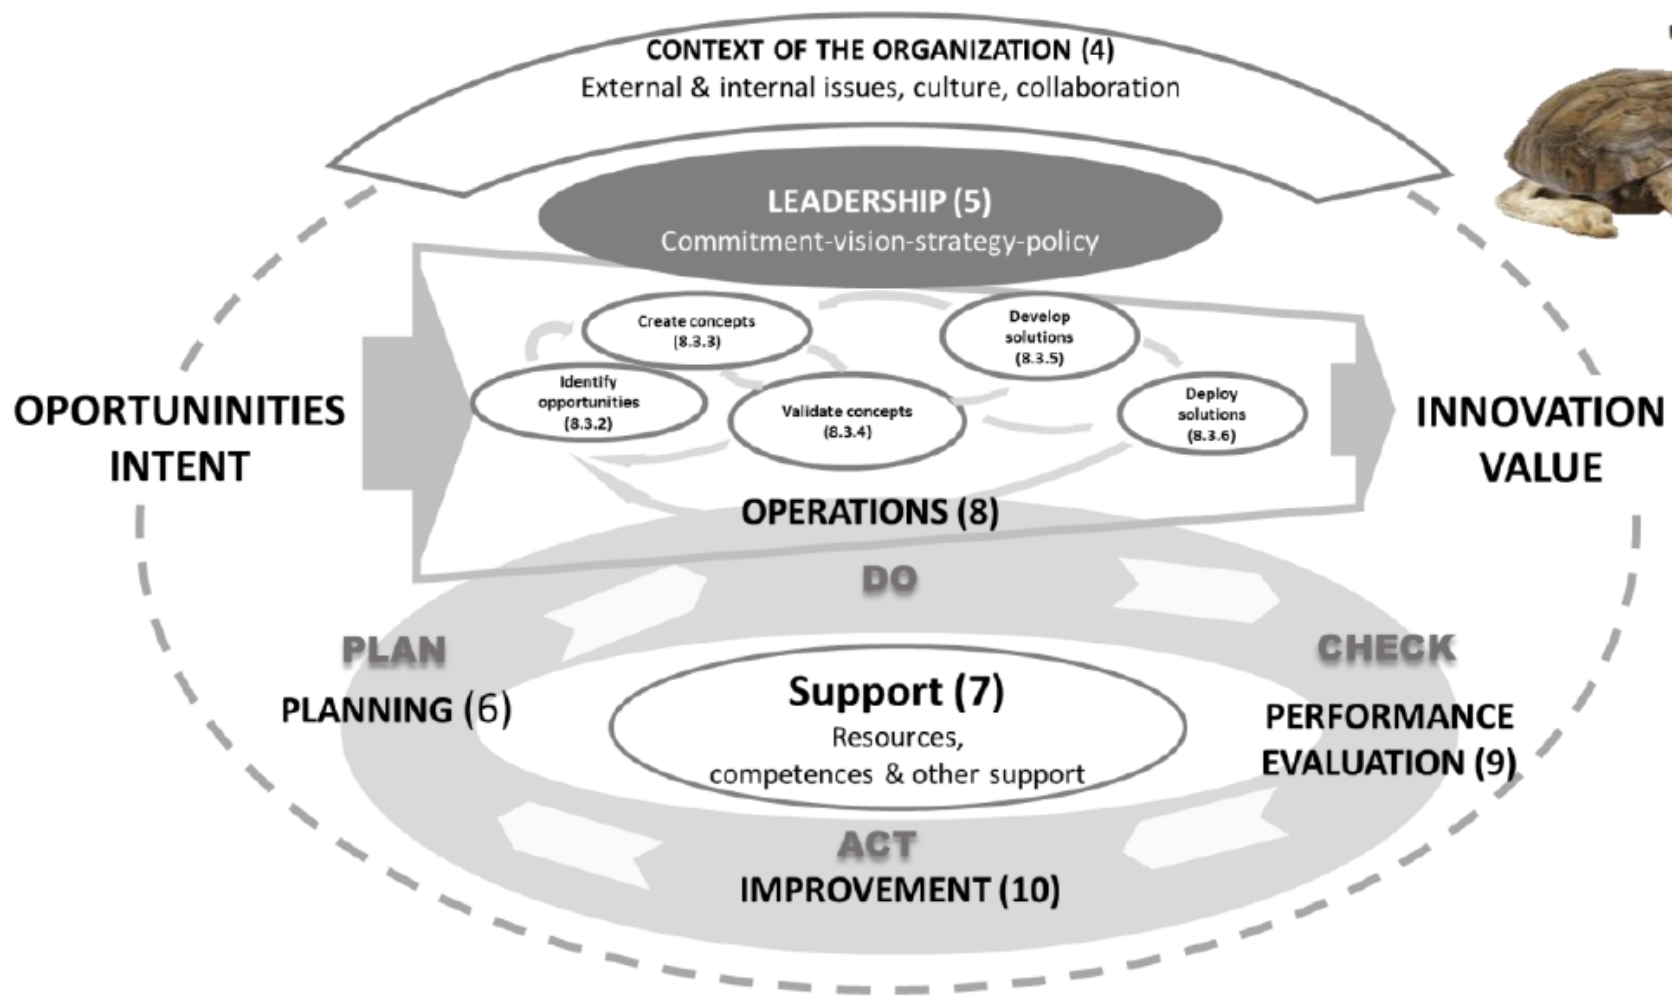 CONTEXT OF THE ORGANIZATION (4)
External & internal issues, culture, collaboration
LEADERSHIP (5)
Commitment-vision-strategy-policy
Create concepts
(8.3.3)
Develop
solutions
(8.3.5)
Identify
opportunities
(8.3.2)
Validate concepts
(8.3.4)
Deploy
solutions
(8.3.6)
OPORTUNINITIES
INTENT
INNOVATION
VALUE
OPERATIONS (8)
DO
PLAN
PLANNING (6)
CHECK
PERFORMANCE
EVALUATION (9)
Support (7)
Resources,
competences & other support
ACT
IMPROVEMENT (10)